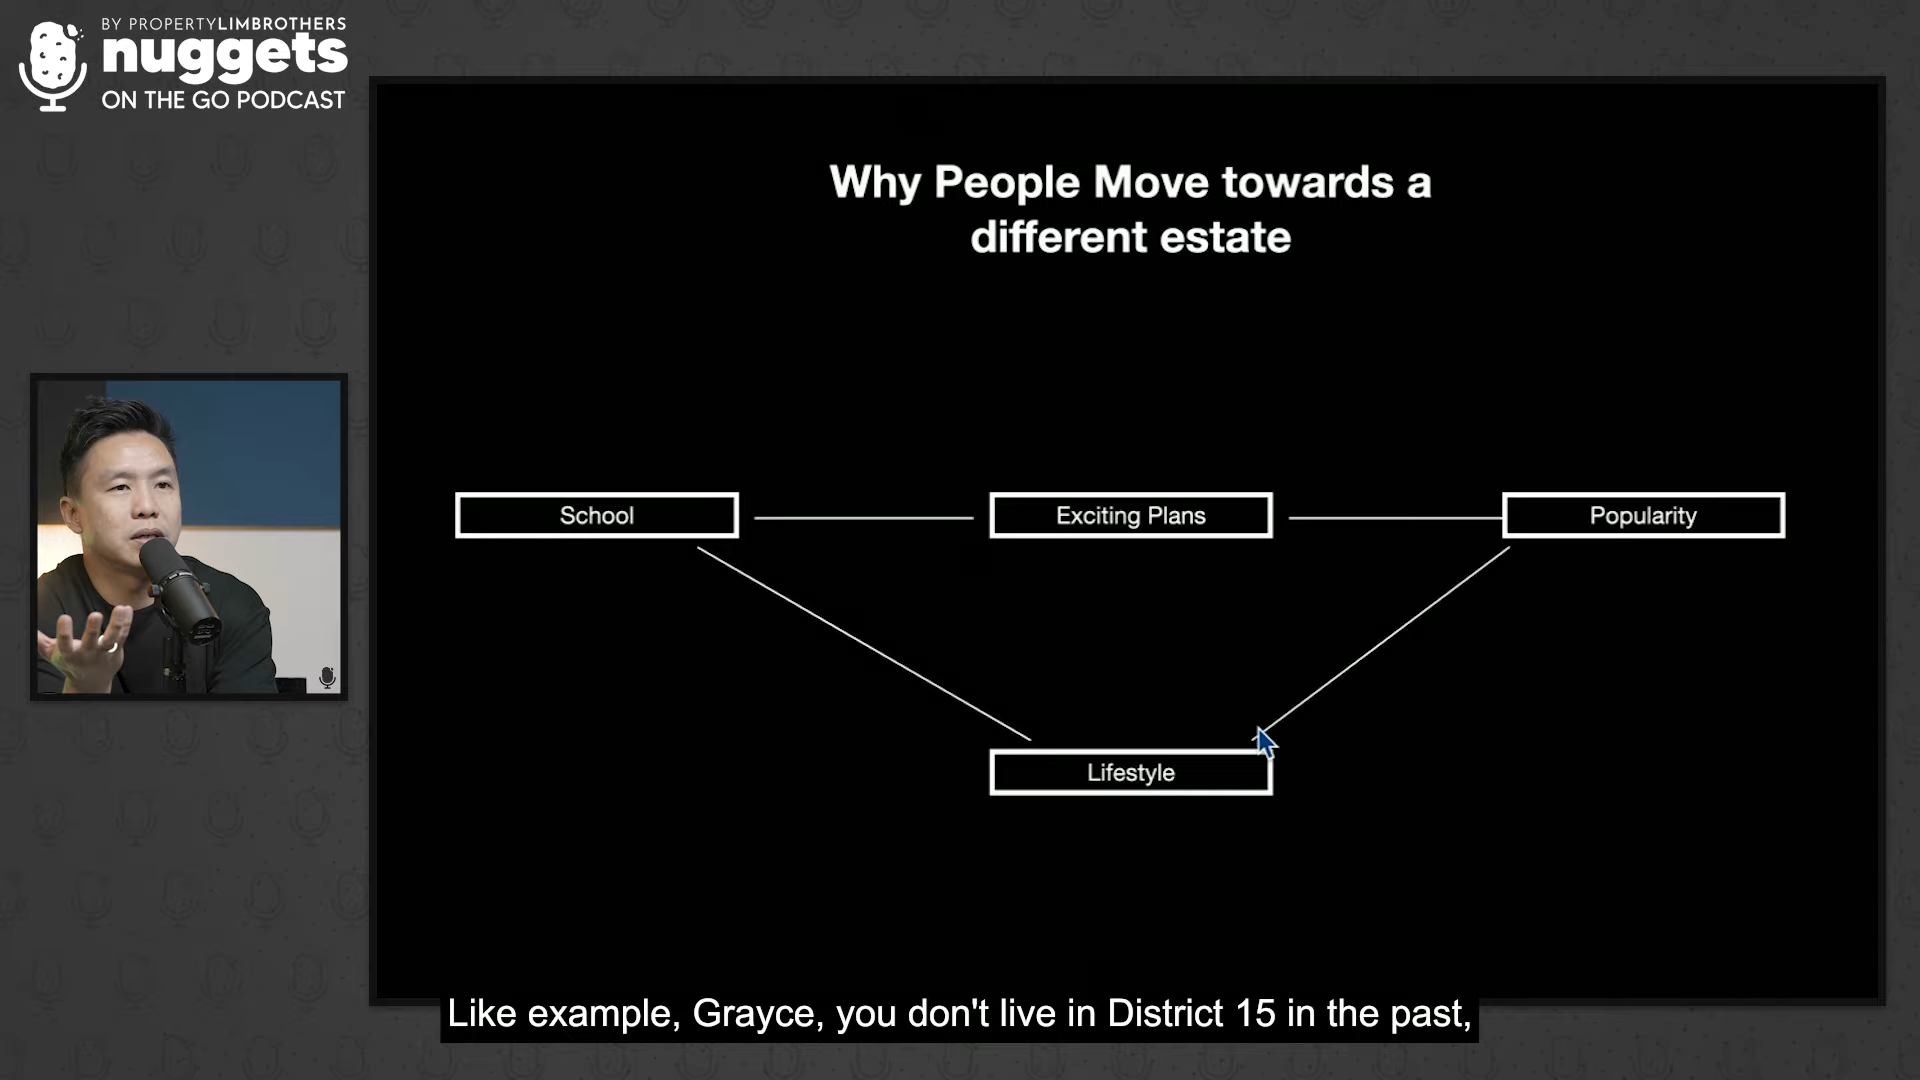 BY PROPERTYLIMBROTHERS
nuggets
ON THE GO PODCAST
Why People Move towards a
different estate
School
Exciting Plans
Popularity
Lifestyle
Like example, Grayce, you don't live in District 15 in the past,